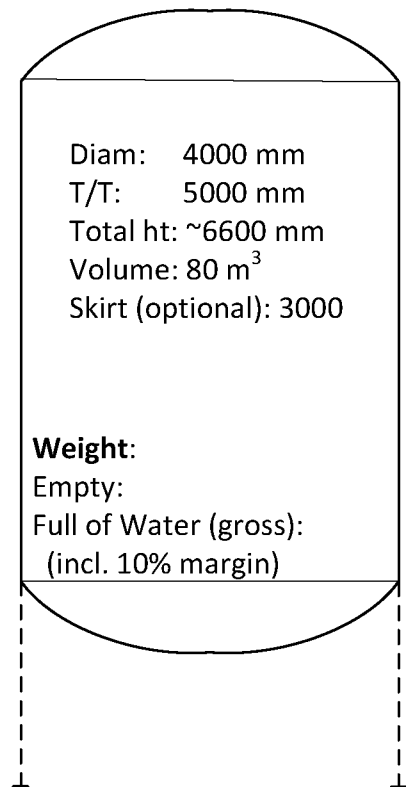 Diam: 4000 mm
T/T: 5000 mm
Total ht: ~6600 mm
Volume: 80 m³
Skirt (optional): 3000
Weight:
Empty:
Full of Water (gross):
(incl. 10% margin)